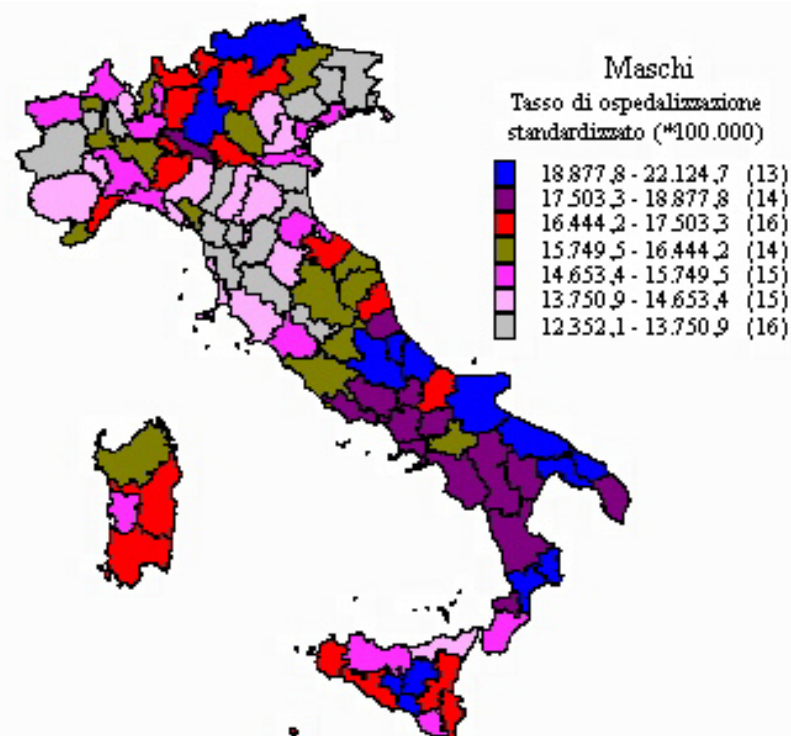 Maschi
Tasso di ospedalizzazione
standardizzato (*100.000)
18.877,8 - 22.124,7 (13)
17.503,3 - 18.877,8 (14)
16.444,2 - 17.503,3 (16)
15.749,5 - 16.444,2 (14)
14.653,4 - 15.749,5 (15)
13.750,9 - 14.653,4 (15)
12.352,1 - 13.750,9 (16)